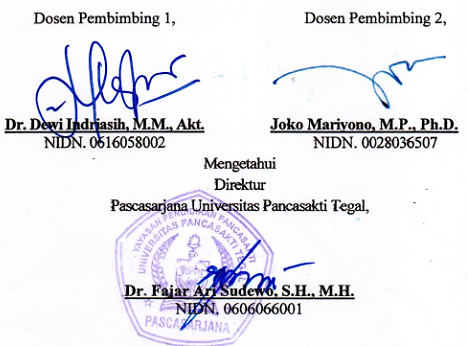 Dosen Pembimbing 1,
Dosen Pembimbing 2,
Dr. Dewi Indriasih, M.M., Akt.
NIDN. 0616058002
Joko Mariyono, M.P., Ph.D.
NIDN. 0028036507
Mengetahui
Direktur
Pascasarjana Universitas Pancasakti Tegal,
YAYASAN PENDIDIKAN PANCASAKTI
UNIVERSITAS PANCASAKTI TEGAL
Dr. Fajar Ari Sudewo, S.H., M.H.
NIDN, 0606066001
PASCASARJANA